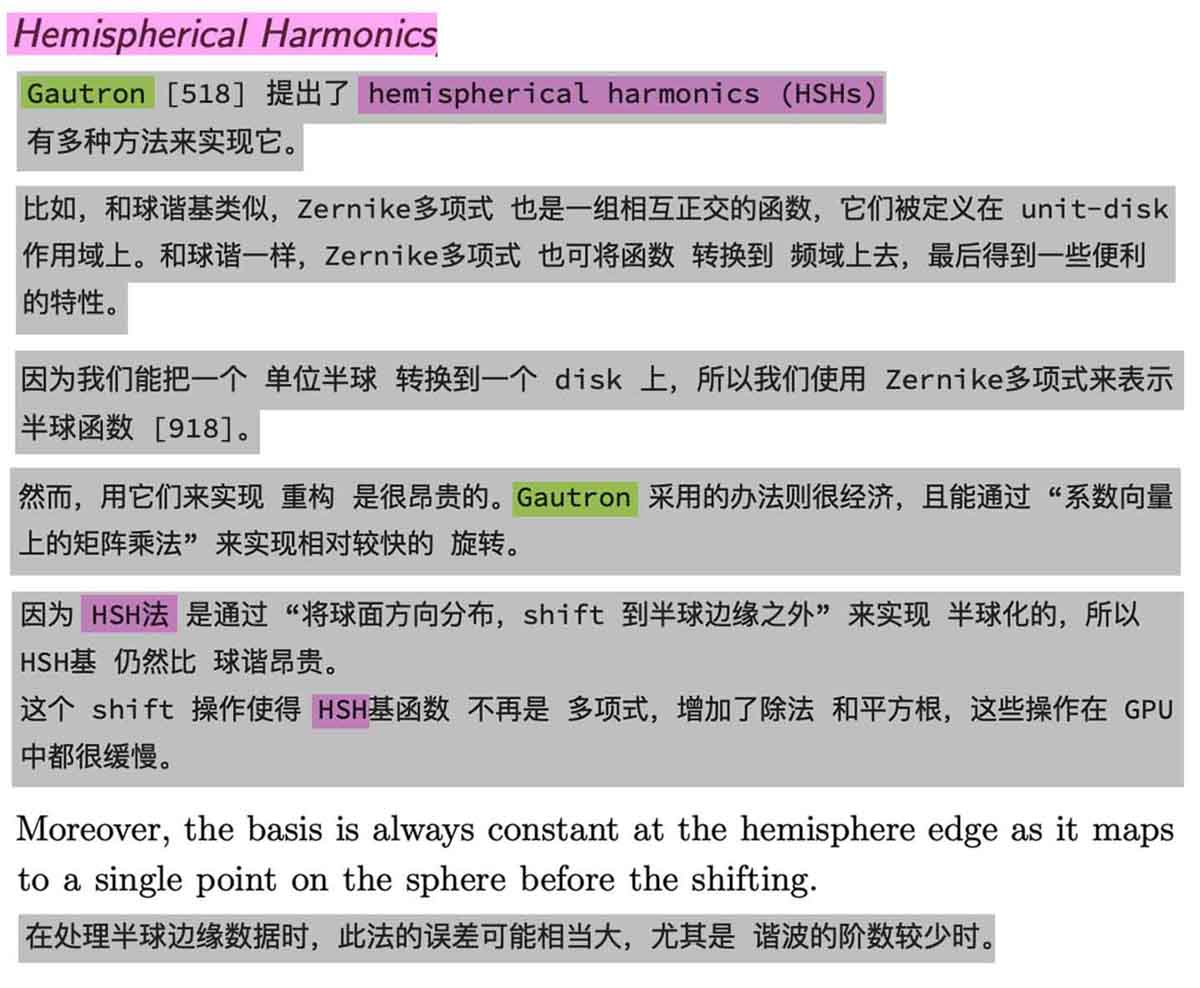 Hemispherical Harmonics
Gautron [518] 提出了 hemispherical harmonics (HSHs)
有多种方法来实现它。
比如，和球谐基类似，Zernike多项式 也是一组相互正交的函数，它们被定义在 unit-disk
作用域上。和球谐一样，Zernike多项式 也可将函数 转换到 频域上去，最后得到一些便利
的特性。
因为我们能把一个 单位半球 转换到一个 disk 上，所以我们使用 Zernike多项式来表示
半球函数 [918]。
然而，用它们来实现 重构 是很昂贵的。Gautron 采用的办法则很经济，且能通过 “系数向量
上的矩阵乘法” 来实现相对较快的 旋转。
因为 HSH法 是通过 “将球面方向分布，shift 到半球边缘之外” 来实现 半球化的，所以
HSH基 仍然比 球谐昂贵。
这个 shift 操作使得 HSH基函数 不再是 多项式，增加了除法 和平方根，这些操作在 GPU
中都很缓慢。
Moreover, the basis is always constant at the hemisphere edge as it maps
to a single point on the sphere before the shifting.
在处理半球边缘数据时，此法的误差可能相当大，尤其是 谐波的阶数较少时。